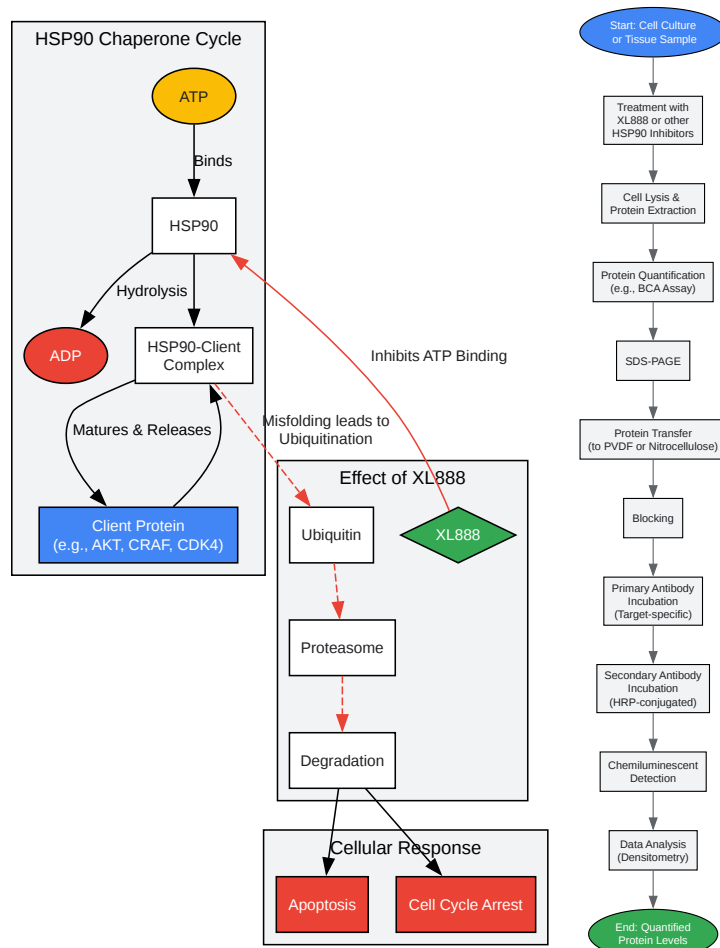 HSP90 Chaperone Cycle
ATP
Binds
HSP90
Hydrolysis
ADP
HSP90-Client
Complex
Inhibits ATP Binding
Matures & Releases
Misfolding leads to
Ubiquitination
Client Protein
(e.g., AKT, CRAF, CDK4)
Effect of XL888
Ubiquitin
XL888
Proteasome
Degradation
Cellular Response
Apoptosis
Cell Cycle Arrest
Start: Cell Culture
or Tissue Sample
Treatment with
XL888 or other
HSP90 Inhibitors
Cell Lysis &
Protein Extraction
Protein Quantification
(e.g., BCA Assay)
SDS-PAGE
Protein Transfer
(to PVDF or Nitrocellulose)
Blocking
Primary Antibody
Incubation
(Target-specific)
Secondary Antibody
Incubation
(HRP-conjugated)
Chemiluminescent
Detection
Data Analysis
(Densitometry)
End: Quantified
Protein Levels